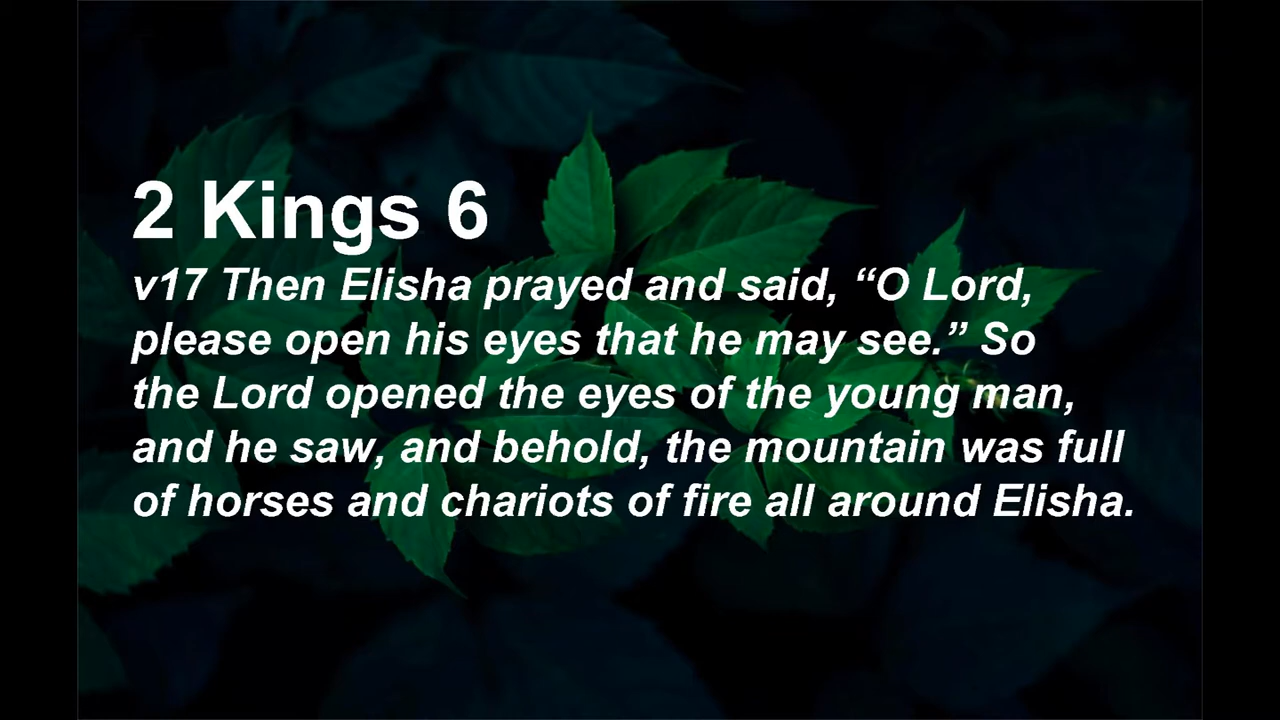 2 Kings 6
v17 Then Elisha prayed and said, “O Lord,
please open his eyes that he may see.” So
the Lord opened the eyes of the young man,
and he saw, and behold, the mountain was full
of horses and chariots of fire all around Elisha.